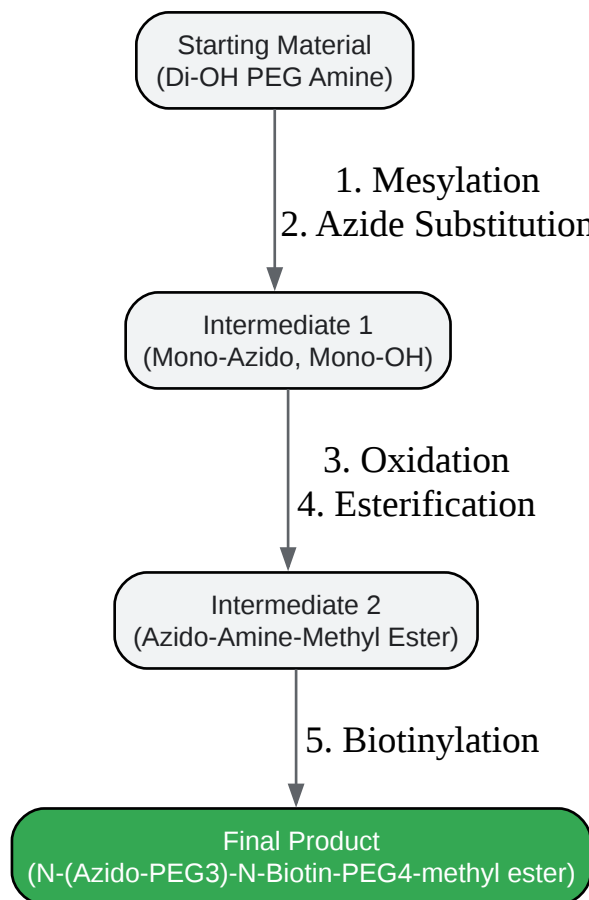 Starting Material
(Di-OH PEG Amine)
1. Mesylation
2. Azide Substitution
Intermediate 1
(Mono-Azido, Mono-OH)
3. Oxidation
4. Esterification
Intermediate 2
(Azido-Amine-Methyl Ester)
5. Biotinylation
Final Product
(N-(Azido-PEG3)-N-Biotin-PEG4-methyl ester)